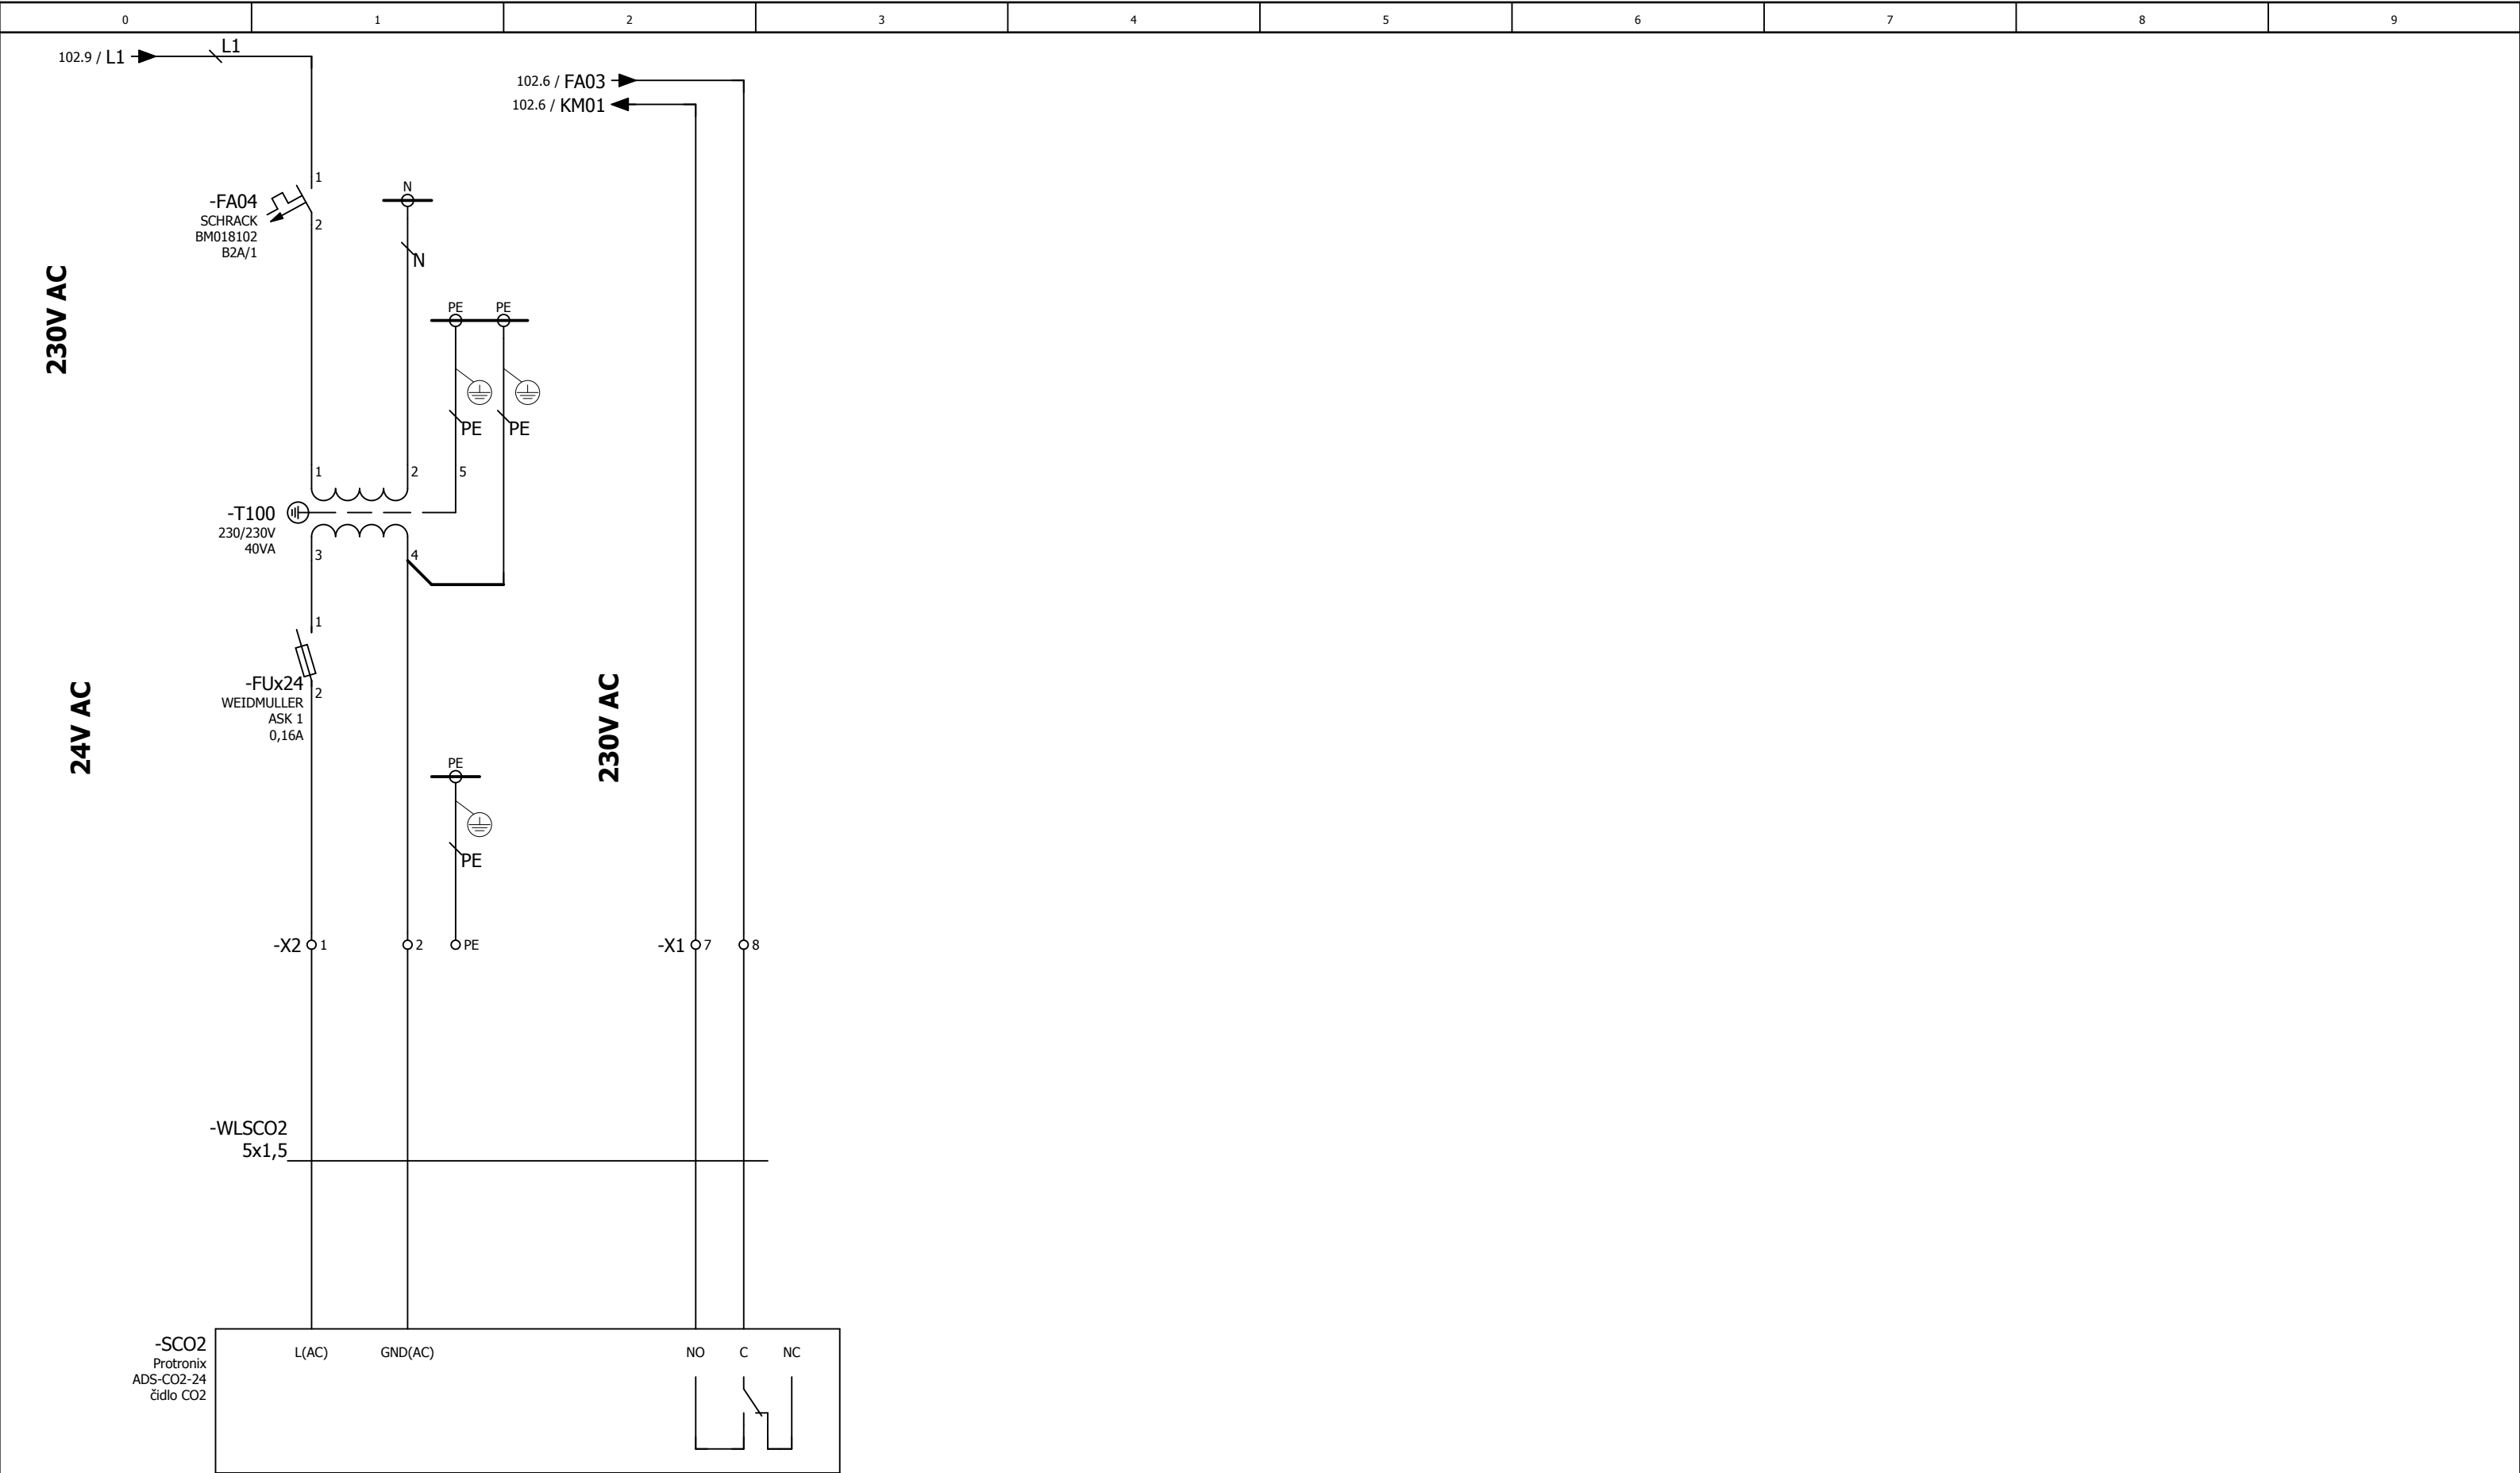 0 1 2 3 4 5 6 7 8 9
102.9 / L1
L1
102.6 / FA03
102.6 / KM01
1
-FA04
SCHRACK
BM018102
B2A/1
2
N
N
230V AC
PE PE
PE PE
1 2 5
-T100
230/230V
40VA
3 4
1
-FUx24
WEIDMULLER
ASK 1
0,16A
2
24V AC
230V AC
PE
PE
-X2 1 2 PE
-X1 7 8
-WLSCO2
5x1,5
-SCO2
Protronix
ADS-CO2-24
čidlo CO2
L(AC) GND(AC) NO C NC